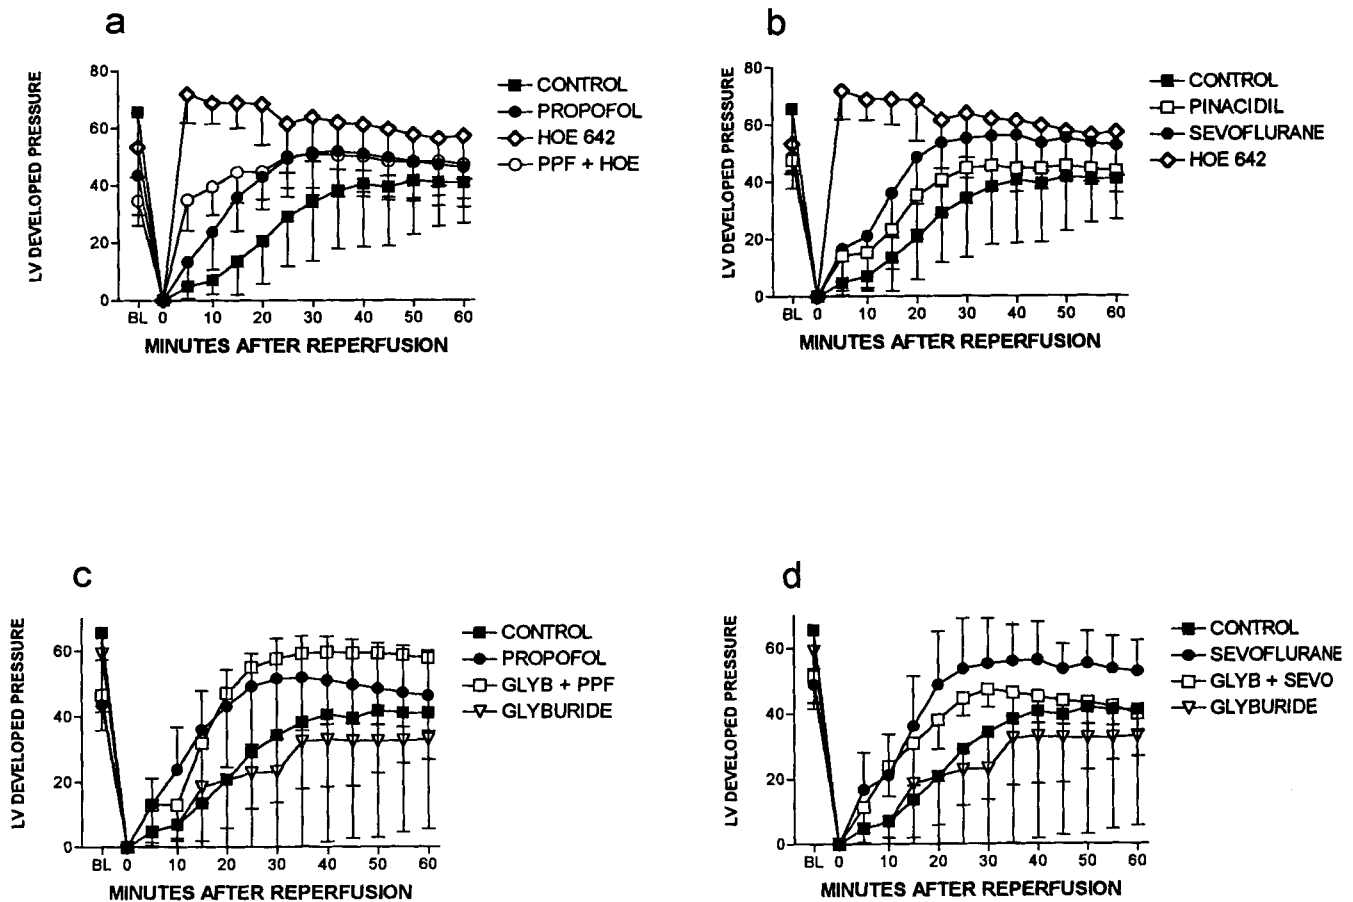 a
LV DEVELOPED PRESSURE
80
60
40
20
0
BL 0 10 20 30 40 50 60
MINUTES AFTER REPERFUSION
CONTROL
PROPOFOL
HOE 642
PPF + HOE
b
LV DEVELOPED PRESSURE
80
60
40
20
0
BL 0 10 20 30 40 50 60
MINUTES AFTER REPERFUSION
CONTROL
PINACIDIL
SEVOFLURANE
HOE 642
c
LV DEVELOPED PRESSURE
60
40
20
0
BL 0 10 20 30 40 50 60
MINUTES AFTER REPERFUSION
CONTROL
PROPOFOL
GLYB + PPF
GLYBURIDE
d
LV DEVELOPED PRESSURE
60
40
20
0
BL 0 10 20 30 40 50 60
MINUTES AFTER REPERFUSION
CONTROL
SEVOFLURANE
GLYB + SEVO
GLYBURIDE